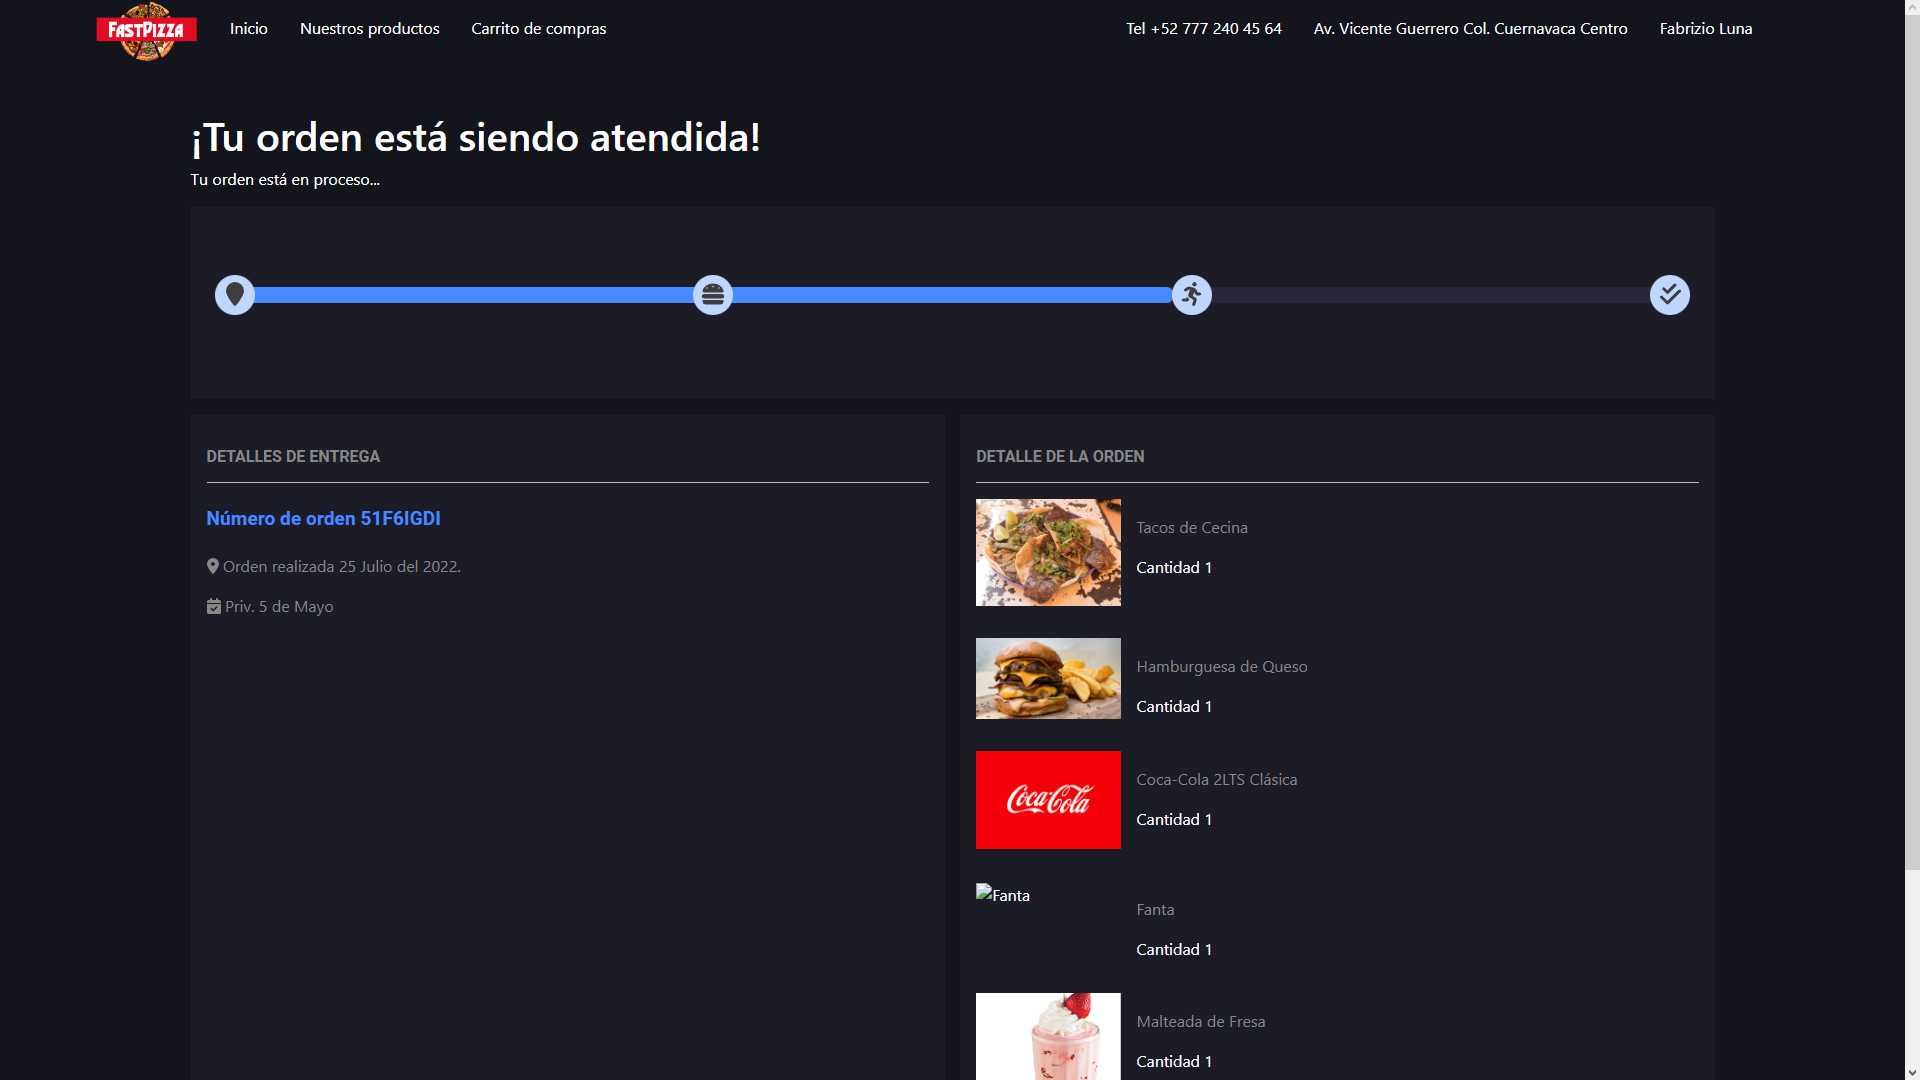 FASTPIZZA
Inicio
Nuestros productos
Carrito de compras
Tel +52 777 240 45 64
Av. Vicente Guerrero Col. Cuernavaca Centro
Fabrizio Luna
¡Tu orden está siendo atendida!
Tu orden está en proceso...
DETALLES DE ENTREGA
Número de orden 51F6IGDI
Orden realizada 25 Julio del 2022.
Priv. 5 de Mayo
DETALLE DE LA ORDEN
Tacos de Cecina
Cantidad 1
Hamburguesa de Queso
Cantidad 1
Coca-Cola
Coca-Cola 2LTS Clásica
Cantidad 1
Fanta
Fanta
Cantidad 1
Malteada de Fresa
Cantidad 1